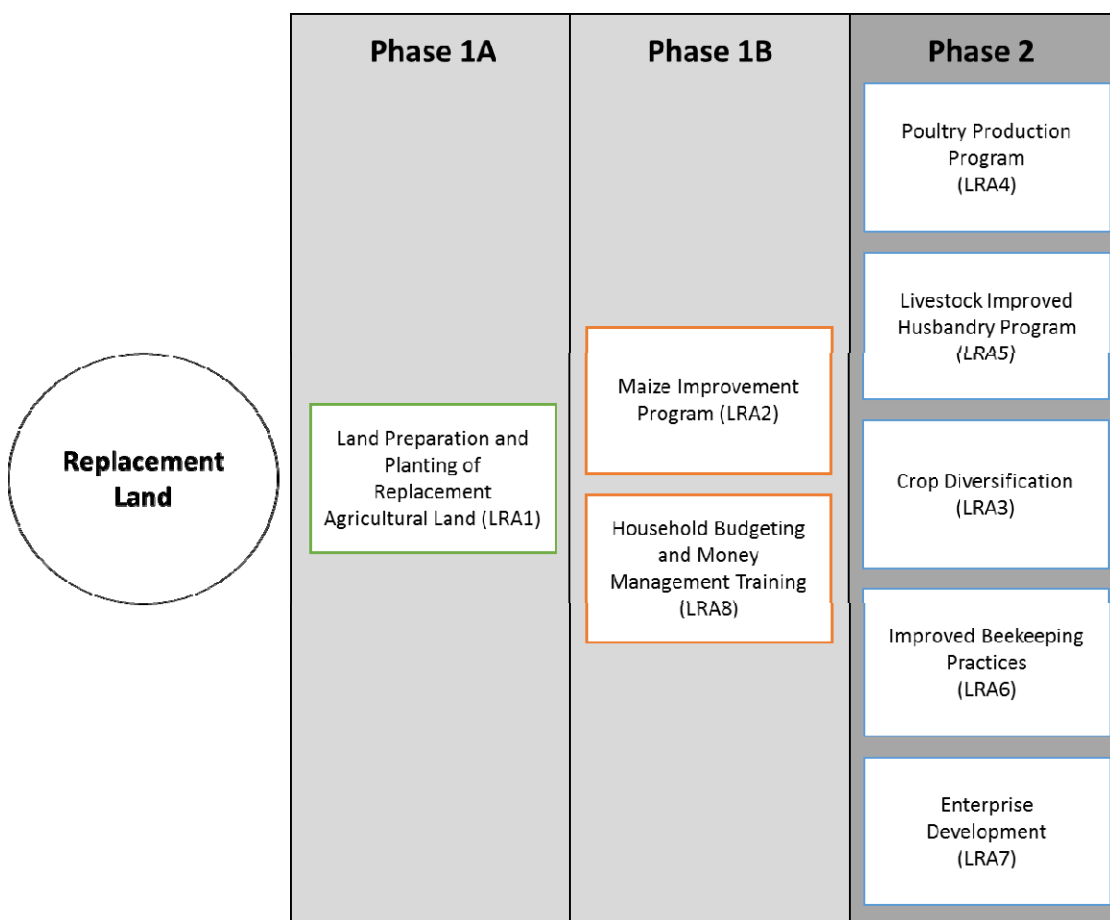 Phase 1A
Phase 1B
Phase 2
Replacement
Land
Land Preparation and
Planting of
Replacement
Agricultural Land (LRA1)
Maize Improvement
Program (LRA2)
Household Budgeting
and Money
Management Training
(LRA8)
Poultry Production
Program
(LRA4)
Livestock Improved
Husbandry Program
(LRA5)
Crop Diversification
(LRA3)
Improved Beekeeping
Practices
(LRA6)
Enterprise
Development
(LRA7)